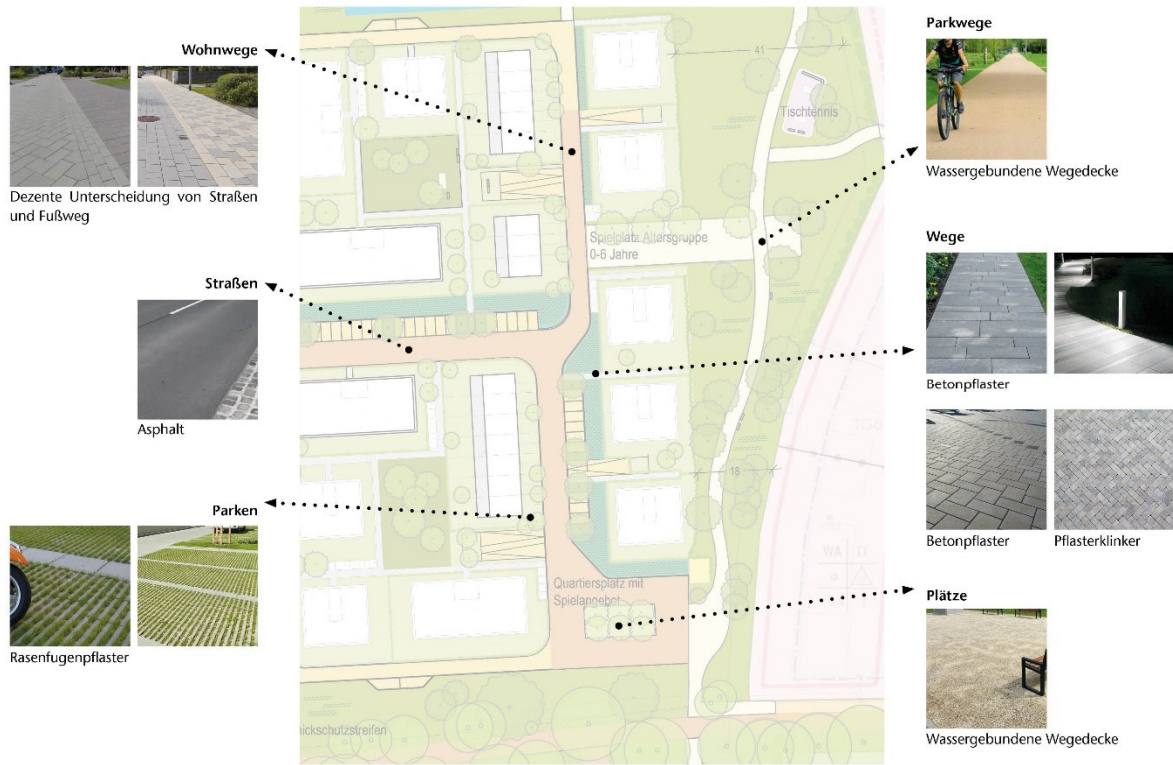 Wohnwege
Dezente Unterscheidung von Straßen
und Fußweg
Straßen
Asphalt
Parken
Rasenfugenpflaster
41
Tischtennis
Spielplatz Altersgruppe
0-6 Jahre
18
WA
Quartiersplatz mit
Spielangebot
ickschutzstreifen
Parkwege
Wassergebundene Wegedecke
Wege
Betonpflaster
Betonpflaster
Pflasterklinker
Plätze
Wassergebundene Wegedecke